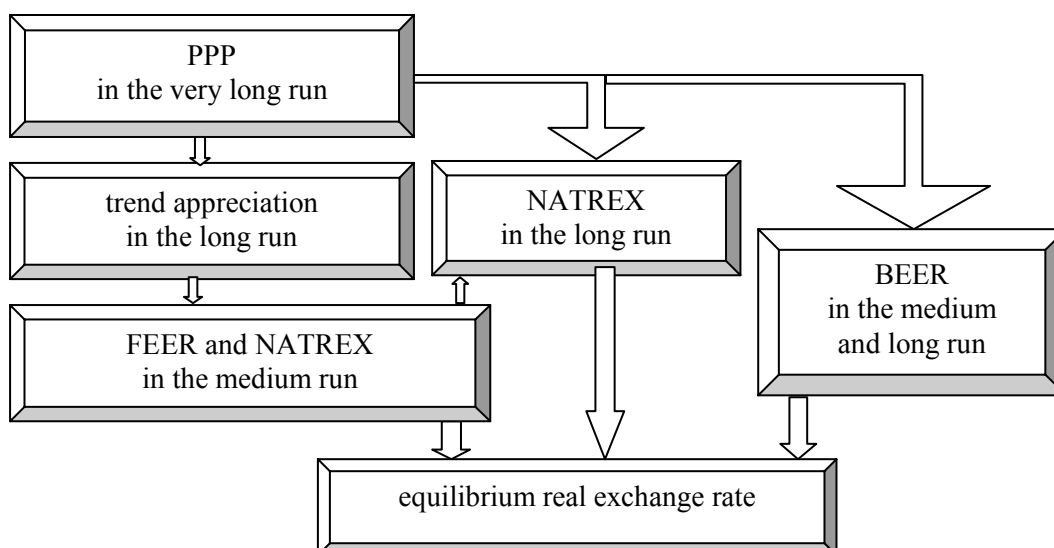 PPP
in the very long run
trend appreciation
in the long run
NATREX
in the long run
BEER
in the medium
and long run
FEER and NATREX
in the medium run
equilibrium real exchange rate